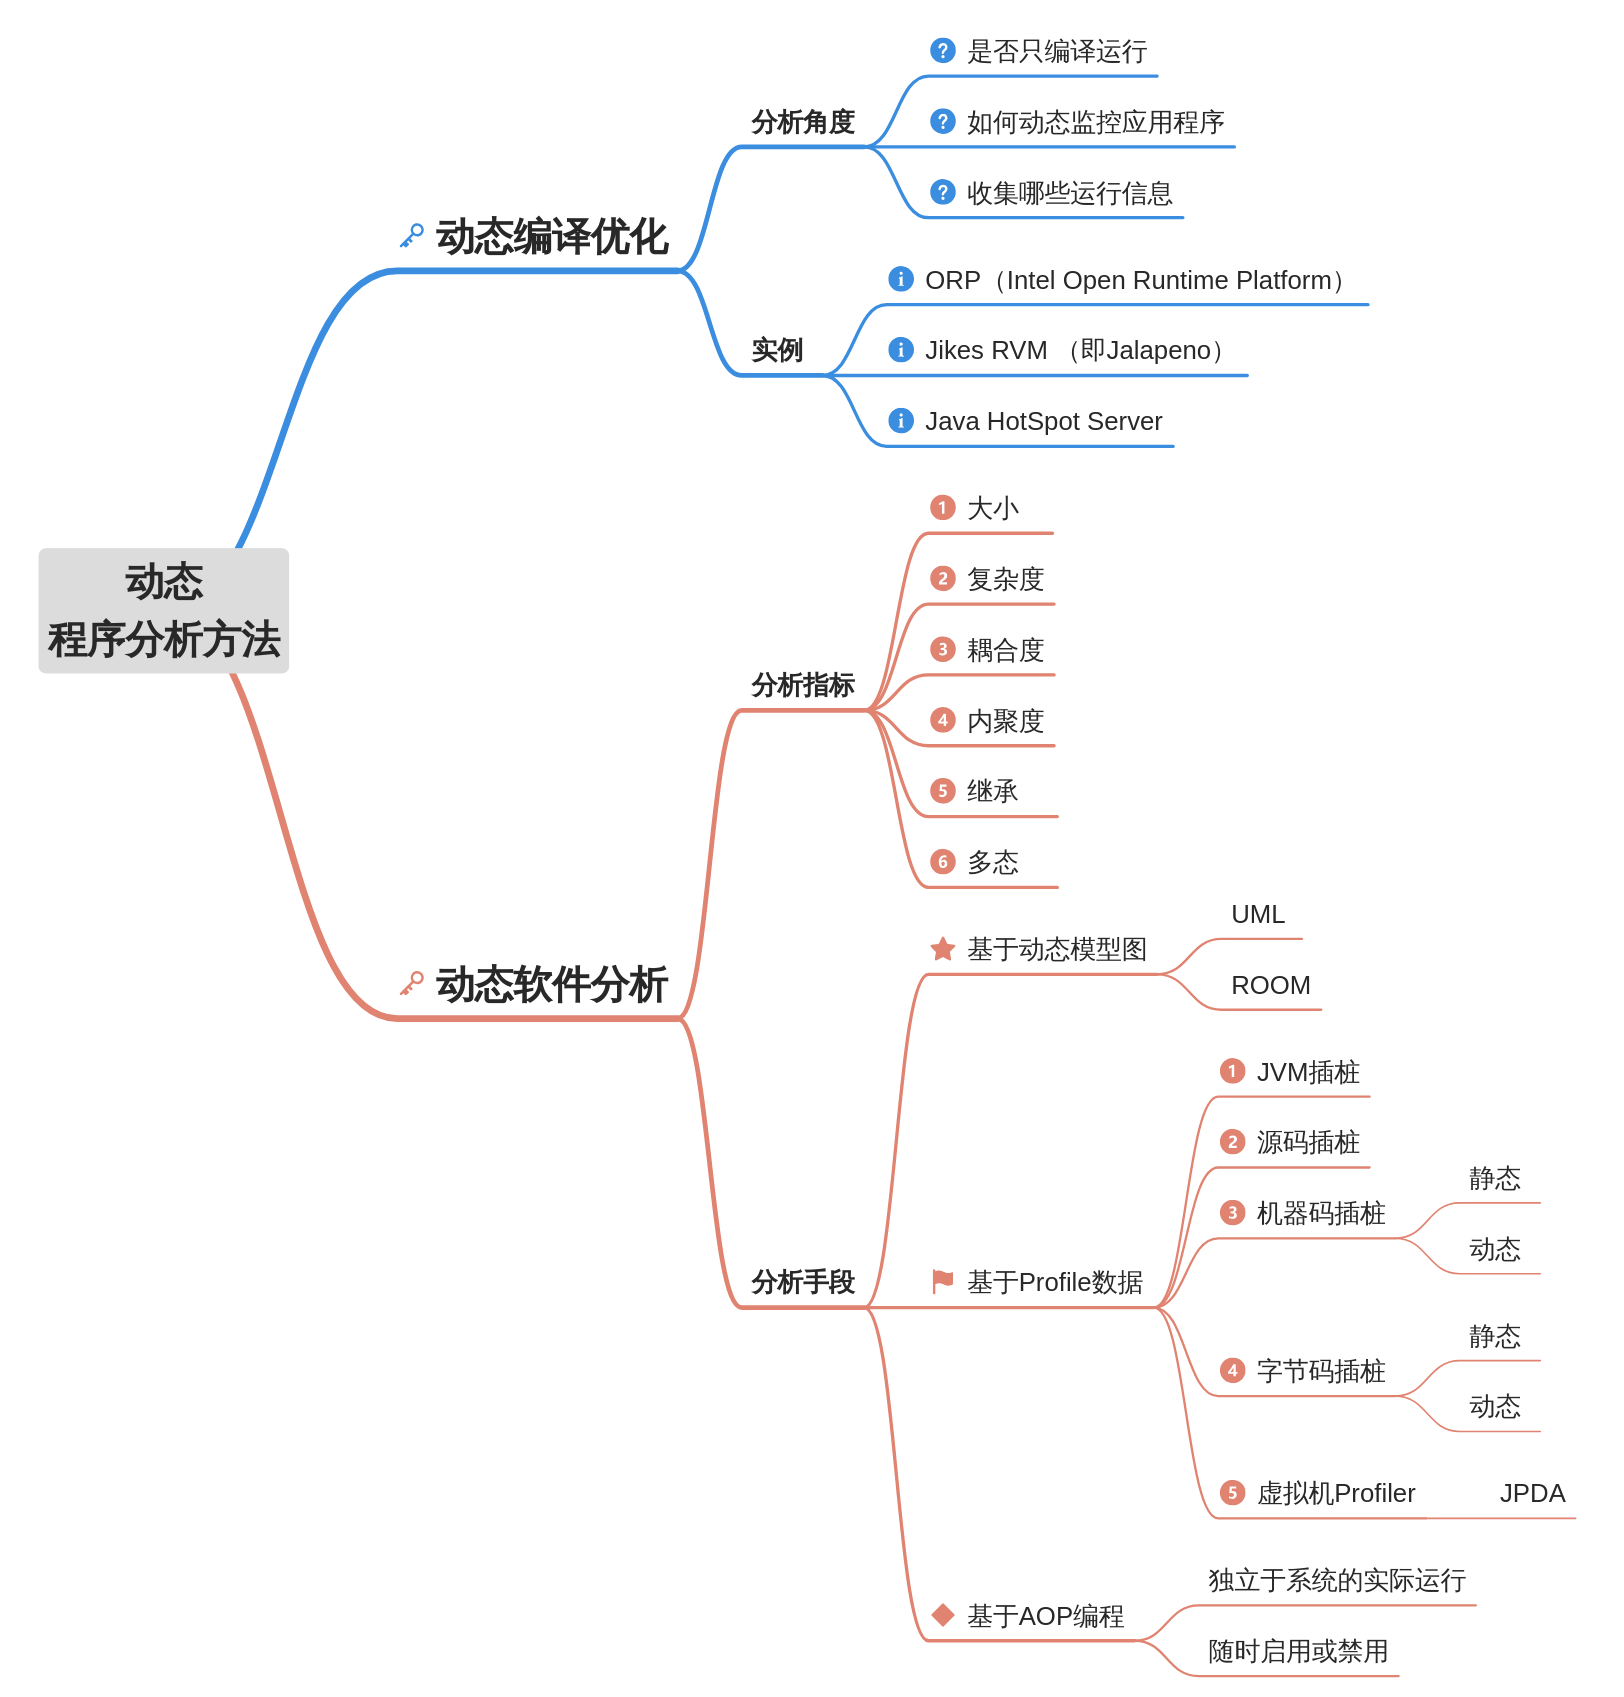 动态
程序分析方法
动态编译优化
分析角度
是否只编译运行
如何动态监控应用程序
收集哪些运行信息
实例
ORP（Intel Open Runtime Platform）
Jikes RVM （即Jalapeno）
Java HotSpot Server
动态软件分析
分析指标
1 大小
2 复杂度
3 耦合度
4 内聚度
5 继承
6 多态
分析手段
基于动态模型图
UML
ROOM
基于Profile数据
1 JVM插桩
2 源码插桩
3 机器码插桩
静态
动态
4 字节码插桩
静态
动态
5 虚拟机Profiler
JPDA
基于AOP编程
独立于系统的实际运行
随时启用或禁用